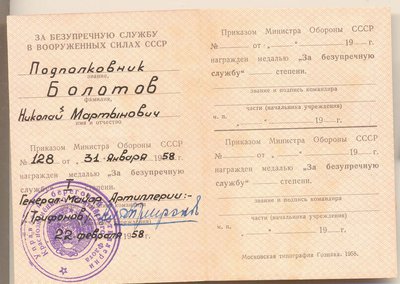 ЗА БЕЗУПРЕЧНУЮ СЛУЖБУ
В ВООРУЖЕННЫХ СИЛАХ СССР
Подполковник
звание,
Болотов
фамилия,
Николай Мартынович
имя и отчество
Приказом Министра Обороны СССР
№ 128 от „31" Января 1958 г.
награжден медалью „За безупречную
службу" степени.
Генерал-Майор Артиллерии:-
(Трифонов)
22 февраля 58
Приказом Министра Обороны СССР
№ от „ " 19 г.
награжден медалью „За безупречную
службу" степени.
звание и подпись командира
части (начальника учреждения)
м. п. „ " 19 г.
Приказом Министра Обороны СССР
№ от „ " 19 г.
награжден медалью „За безупречную
службу" степени.
звание и подпись командира
части (начальника учреждения)
м. п. „ " 19 г.
Московская типография Гознака. 1958.